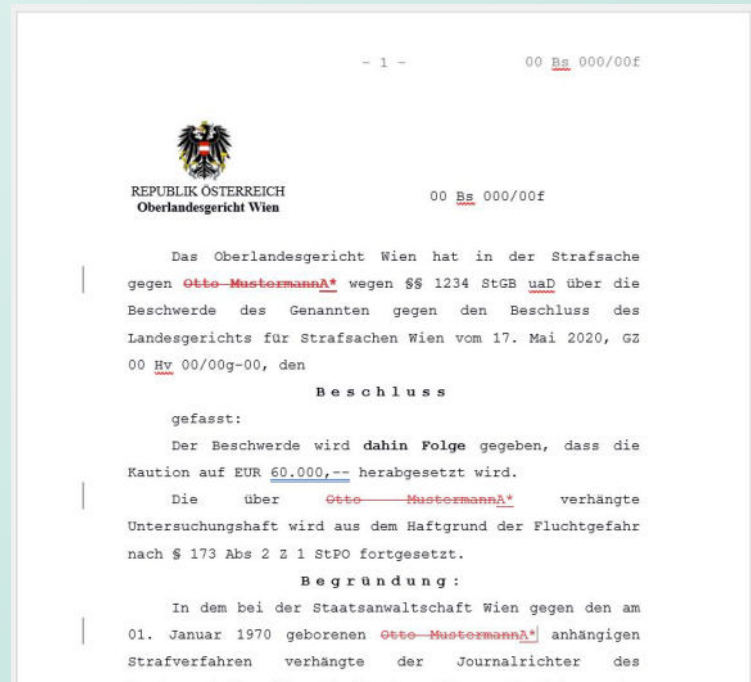 - 1 - 00 Bs 000/00f
REPUBLIK ÖSTERREICH
Oberlandesgericht Wien
00 Bs 000/00f
Das Oberlandesgericht Wien hat in der Strafsache
gegen Otto MustermannA* wegen §§ 1234 StGB uaD über die
Beschwerde des Genannten gegen den Beschluss des
Landesgerichts für Strafsachen Wien vom 17. Mai 2020, GZ
00 Hv 00/00g-00, den
Beschluss
gefasst:
Der Beschwerde wird dahin Folge gegeben, dass die
Kaution auf EUR 60.000,-- herabgesetzt wird.
Die über Otto MustermannA* verhängte
Untersuchungshaft wird aus dem Haftgrund der Fluchtgefahr
nach § 173 Abs 2 Z 1 StPO fortgesetzt.
Begründung:
In dem bei der Staatsanwaltschaft Wien gegen den am
01. Januar 1970 geborenen Otto MustermannA* anhängigen
Strafverfahren verhängte der Journalrichter des